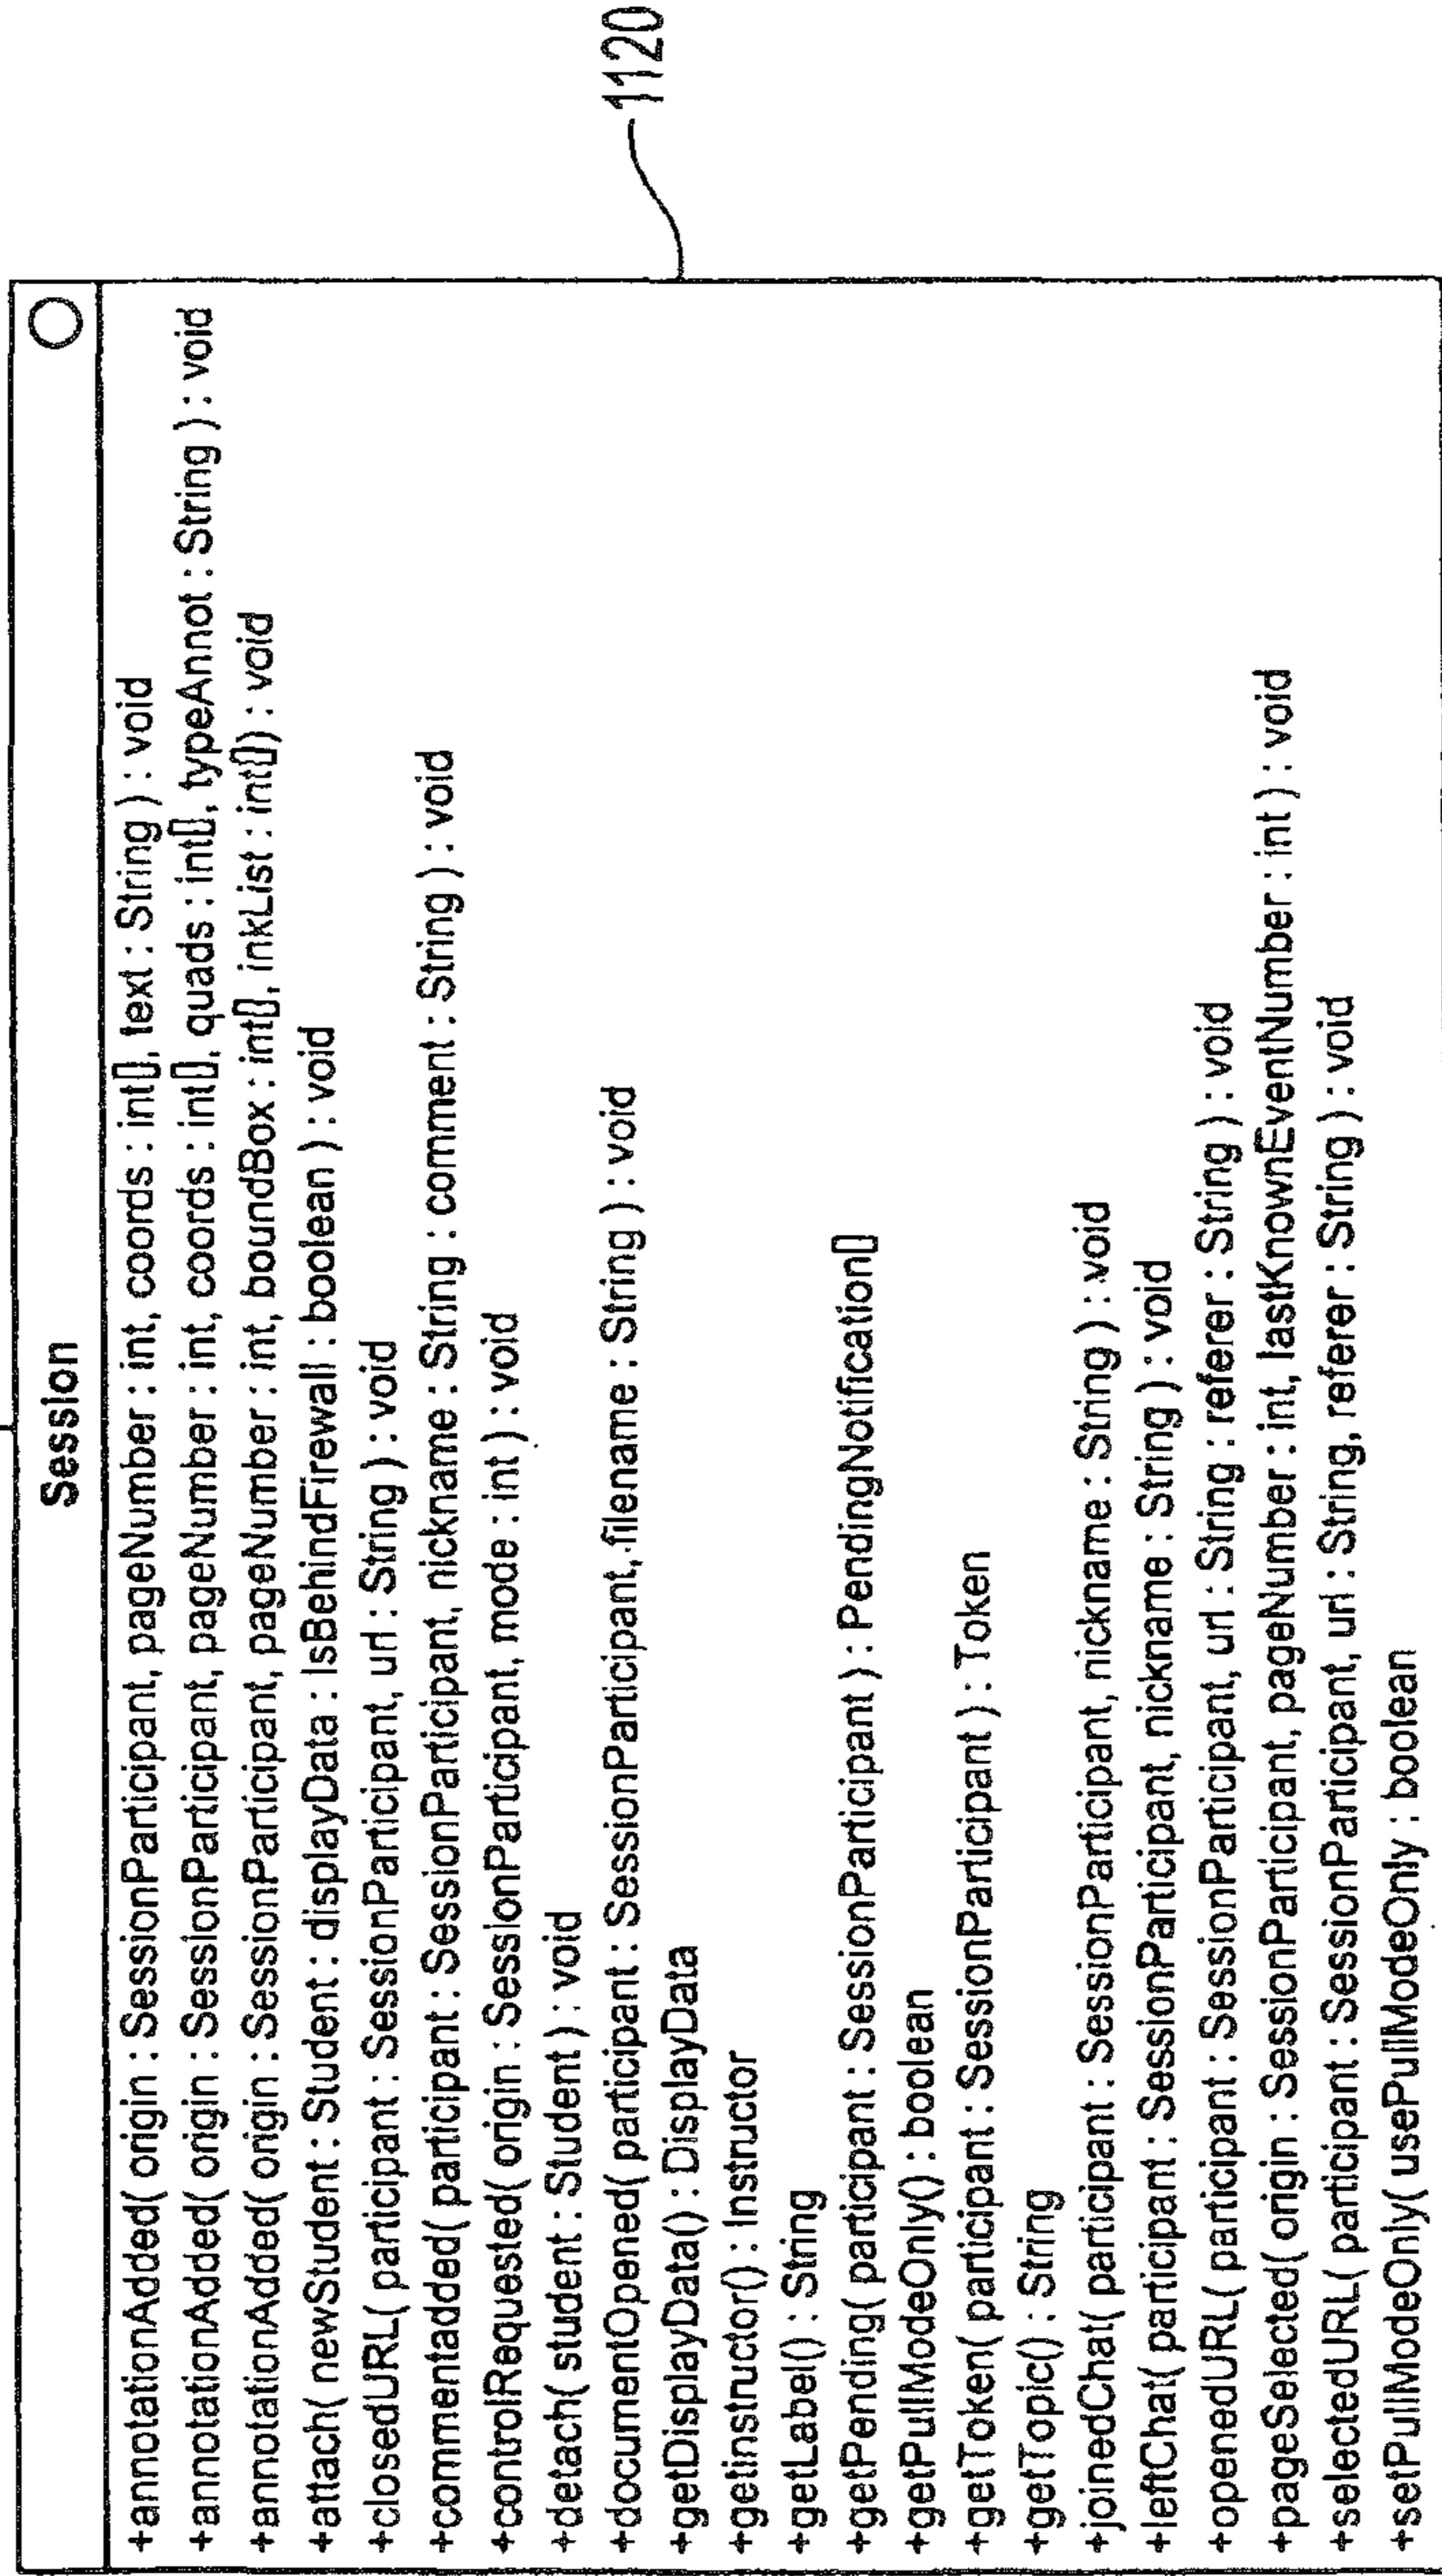 Session
+annotationAdded( origin : SessionParticipant, pageNumber : int, coords : int[], text : String ) : void
+annotationAdded( origin : SessionParticipant, pageNumber : int, coords : int[], quads : int[], typeAnnot : String ) : void
+annotationAdded( origin : SessionParticipant, pageNumber : int, boundBox : int[], inkList : int[]) : void
+attach( newStudent : Student : displayData : IsBehindFirewall : boolean ) : void
+closedURL( participant : SessionParticipant, url : String ) : void
+commentadded( participant : SessionParticipant, nickname : String : comment : String ) : void
+controlRequested( origin : SessionParticipant, mode : int ) : void
+detach( student : Student ) : void
+documentOpened( participant : SessionParticipant, filename : String ) : void
+getDisplayData() : DisplayData
+getinstructor() : Instructor
+getLabel() : String
+getPending( participant : SessionParticipant ) : PendingNotification[]
+getPullModeOnly() : boolean
+getToken( participant : SessionParticipant ) : Token
+getTopic() : String
+joinedChat( participant : SessionParticipant, nickname : String ) : void
+leftChat( participant : SessionParticipant, nickname : String ) : void
+openedURL( participant : SessionParticipant, url : String : referer : String ) : void
+pageSelected( origin : SessionParticipant, pageNumber : int, lastKnownEventNumber : int ) : void
+selectedURL( participant : SessionParticipant, url : String, referer : String ) : void
+setPullModeOnly( usePullModeOnly : boolean
1120